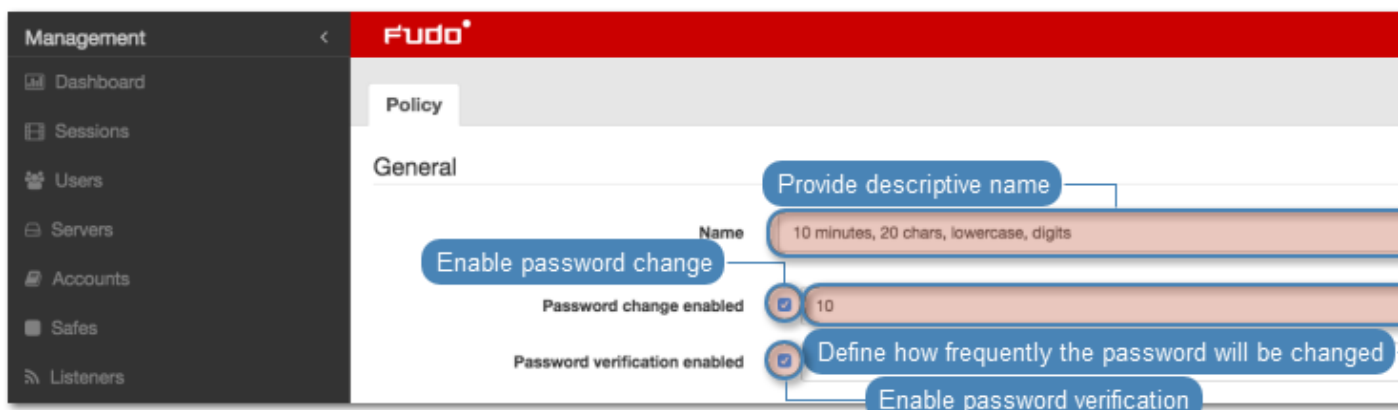 Management
Fudo
Dashboard
Policy
Sessions
General
Users
Provide descriptive name
Servers
Name 10 minutes, 20 chars, lowercase, digits
Enable password change
Accounts
Password change enabled 10
Safes
Define how frequently the password will be changed
Password verification enabled
Listeners
Enable password verification